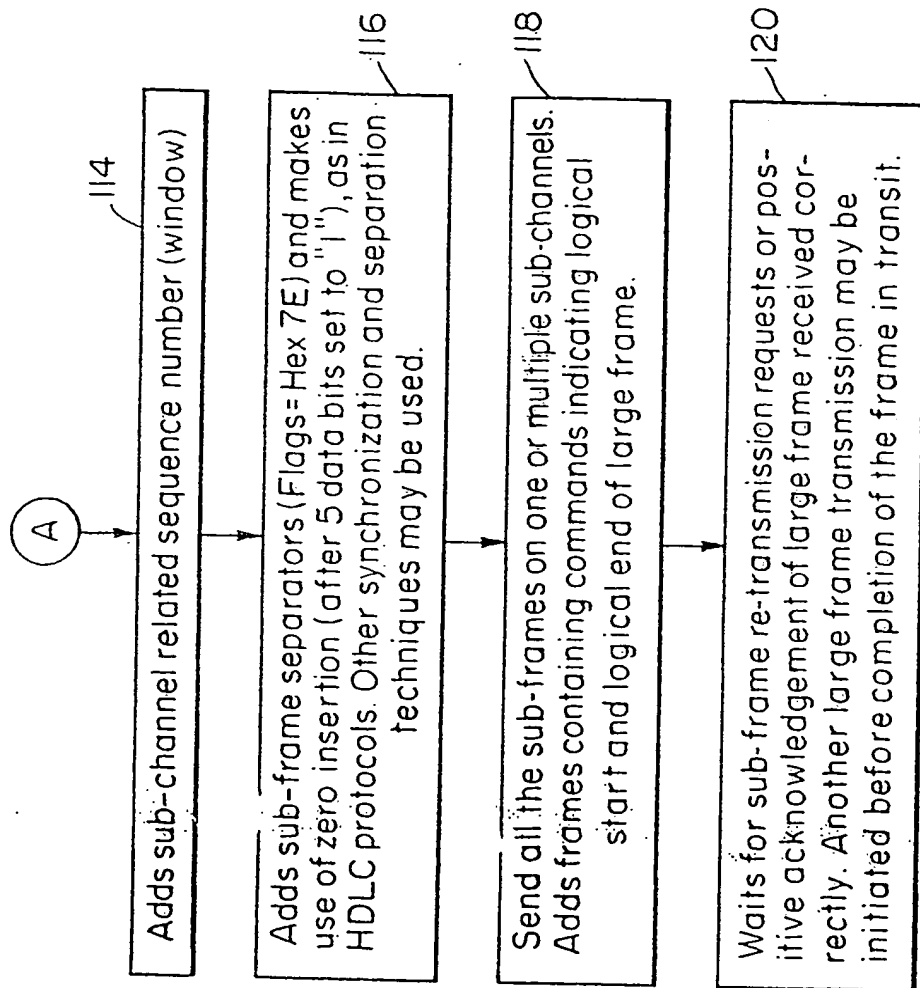 A
114
Adds sub-channel related sequence number (window)
116
Adds sub-frame separators (Flags = Hex 7E) and makes
use of zero insertion (after 5 data bits set to "1"), as in
HDLC protocols. Other synchronization and separation
techniques may be used.
118
Send all the sub-frames on one or multiple sub-channels.
Adds frames containing commands indicating logical
start and logical end of large frame.
120
Waits for sub-frame re-transmission requests or pos-
itive acknowledgement of large frame received cor-
rectly. Another large frame transmission may be
initiated before completion of the frame in transit.